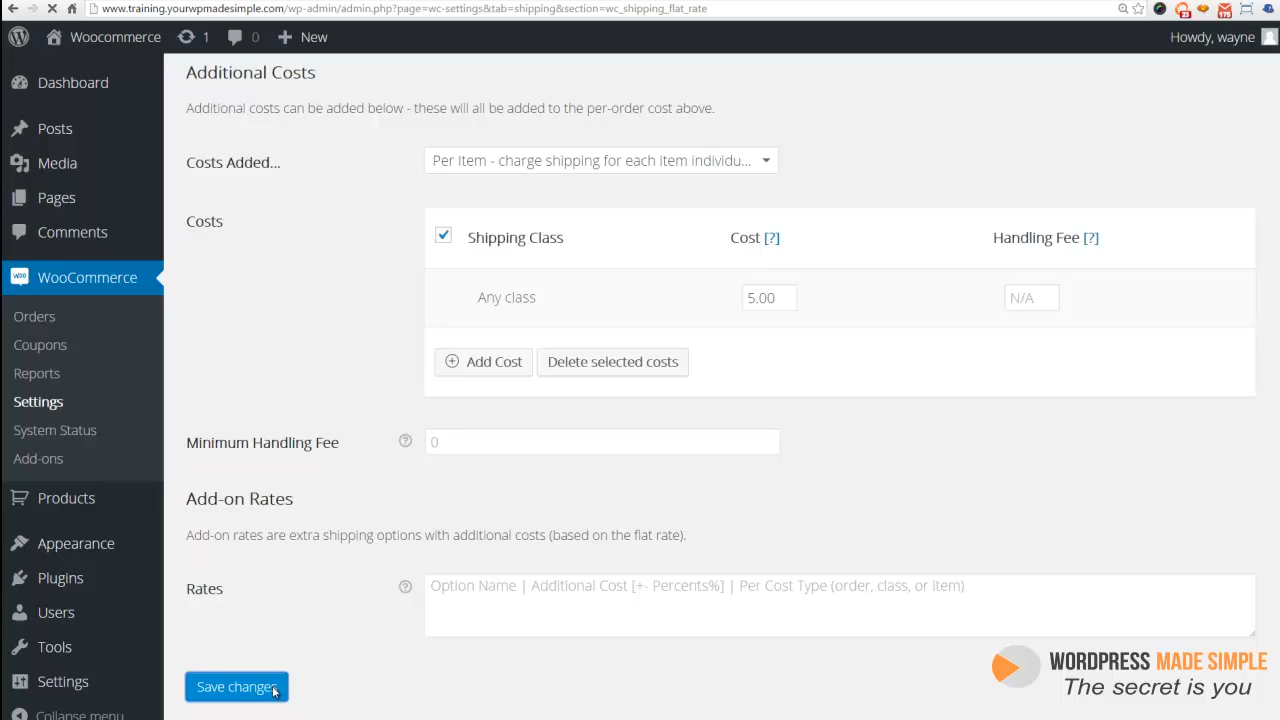 www.training.yourwpmadesimple.com/wp-admin/admin.php?page=wc-settings&tab=shipping&section=wc_shipping_flat_rate
23
175
Woocommerce
1
0
New
Howdy, wayne
Dashboard
Posts
Media
Pages
Comments
WOO
WooCommerce
Orders
Coupons
Reports
Settings
System Status
Add-ons
Products
Appearance
Plugins
Users
Tools
Settings
Collapse menu
Additional Costs
Additional costs can be added below - these will all be added to the per-order cost above.
Costs Added...
Per Item - charge shipping for each item individu...
Costs
Shipping Class
Cost [?]
Handling Fee [?]
Any class
5.00
N/A
Add Cost
Delete selected costs
Minimum Handling Fee
?
0
Add-on Rates
Add-on rates are extra shipping options with additional costs (based on the flat rate).
Rates
?
Option Name | Additional Cost [+- Percents%] | Per Cost Type (order, class, or item)
Save changes
WORDPRESS MADE SIMPLE
The secret is you